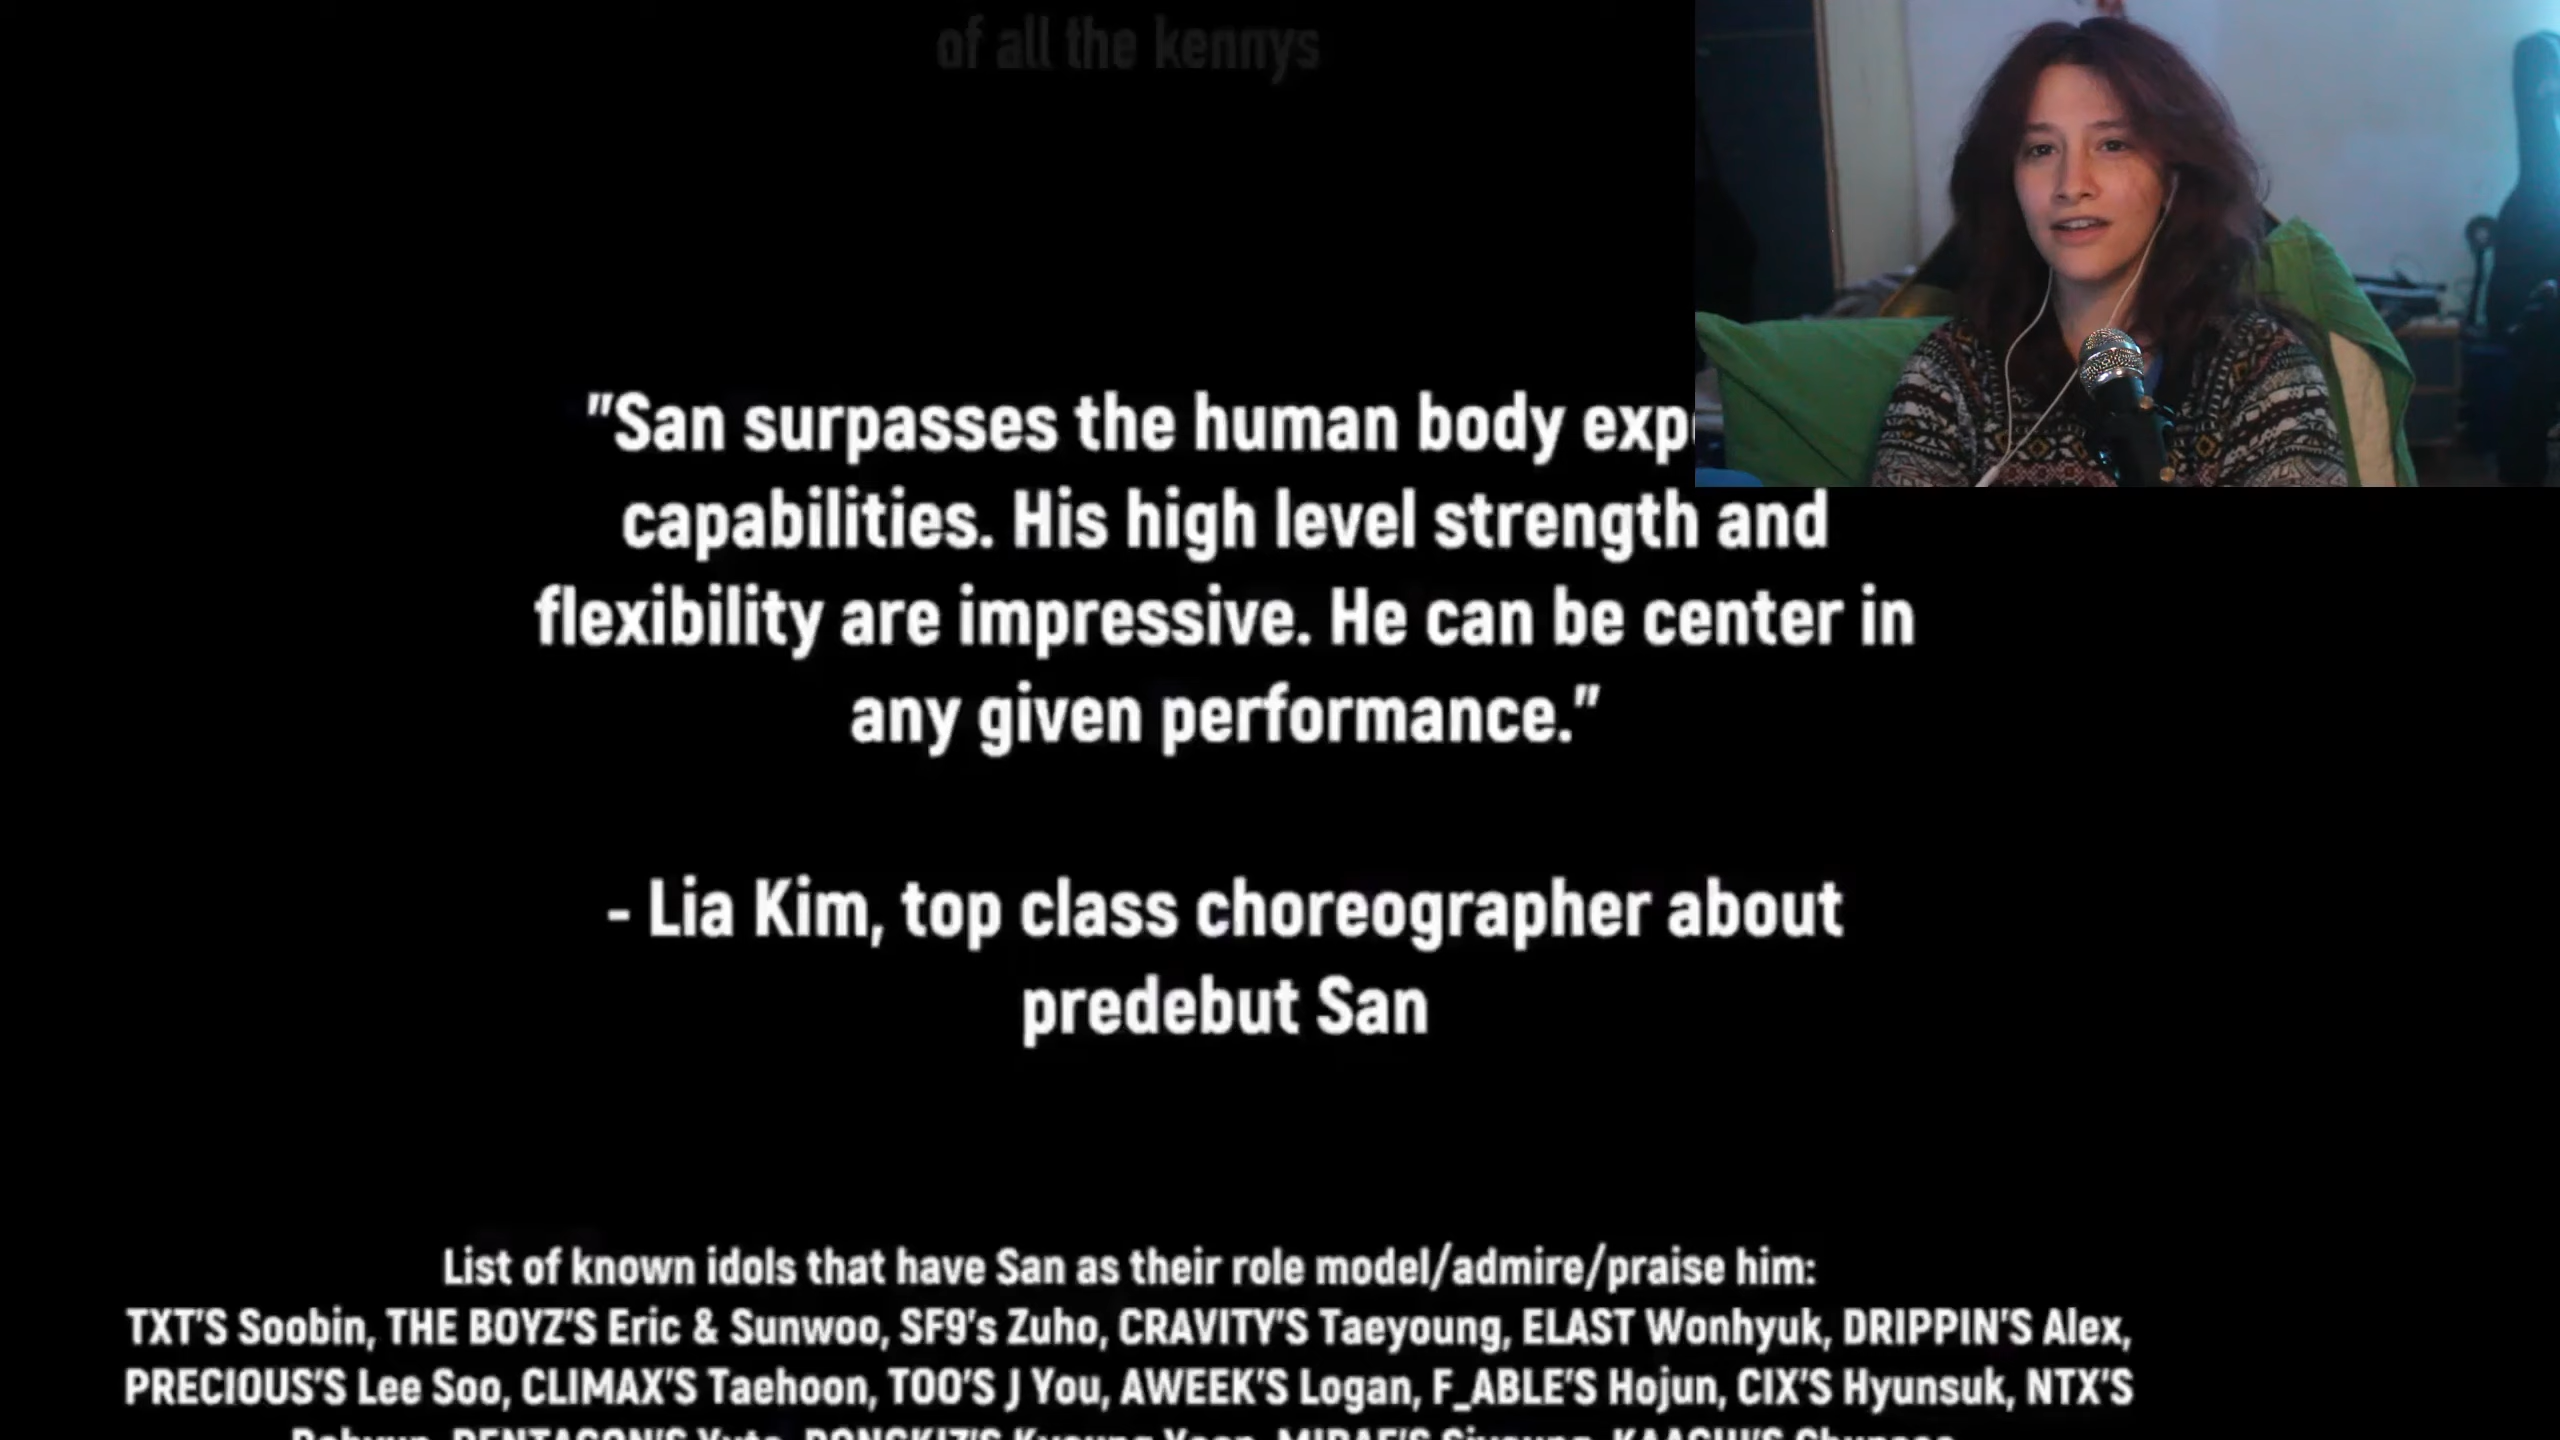 of all the kennys
"San surpasses the human body
capabilities. His high level strength and
flexibility are impressive. He can be center in
any given performance."
- Lia Kim, top class choreographer about
predebut San
List of known idols that have San as their role model/admire/praise him:
TXT'S Soobin, THE BOYZ'S Eric & Sunwoo, SF9's Zuho, CRAVITY'S Taeyoung, ELAST Wonhyuk, DRIPPIN'S Alex,
PRECIOUS'S Lee Soo, CLIMAX'S Taehoon, TOO'S J You, AWEEK'S Logan, F_ABLE'S Hojun, CIX'S Hyunsuk, NTX'S